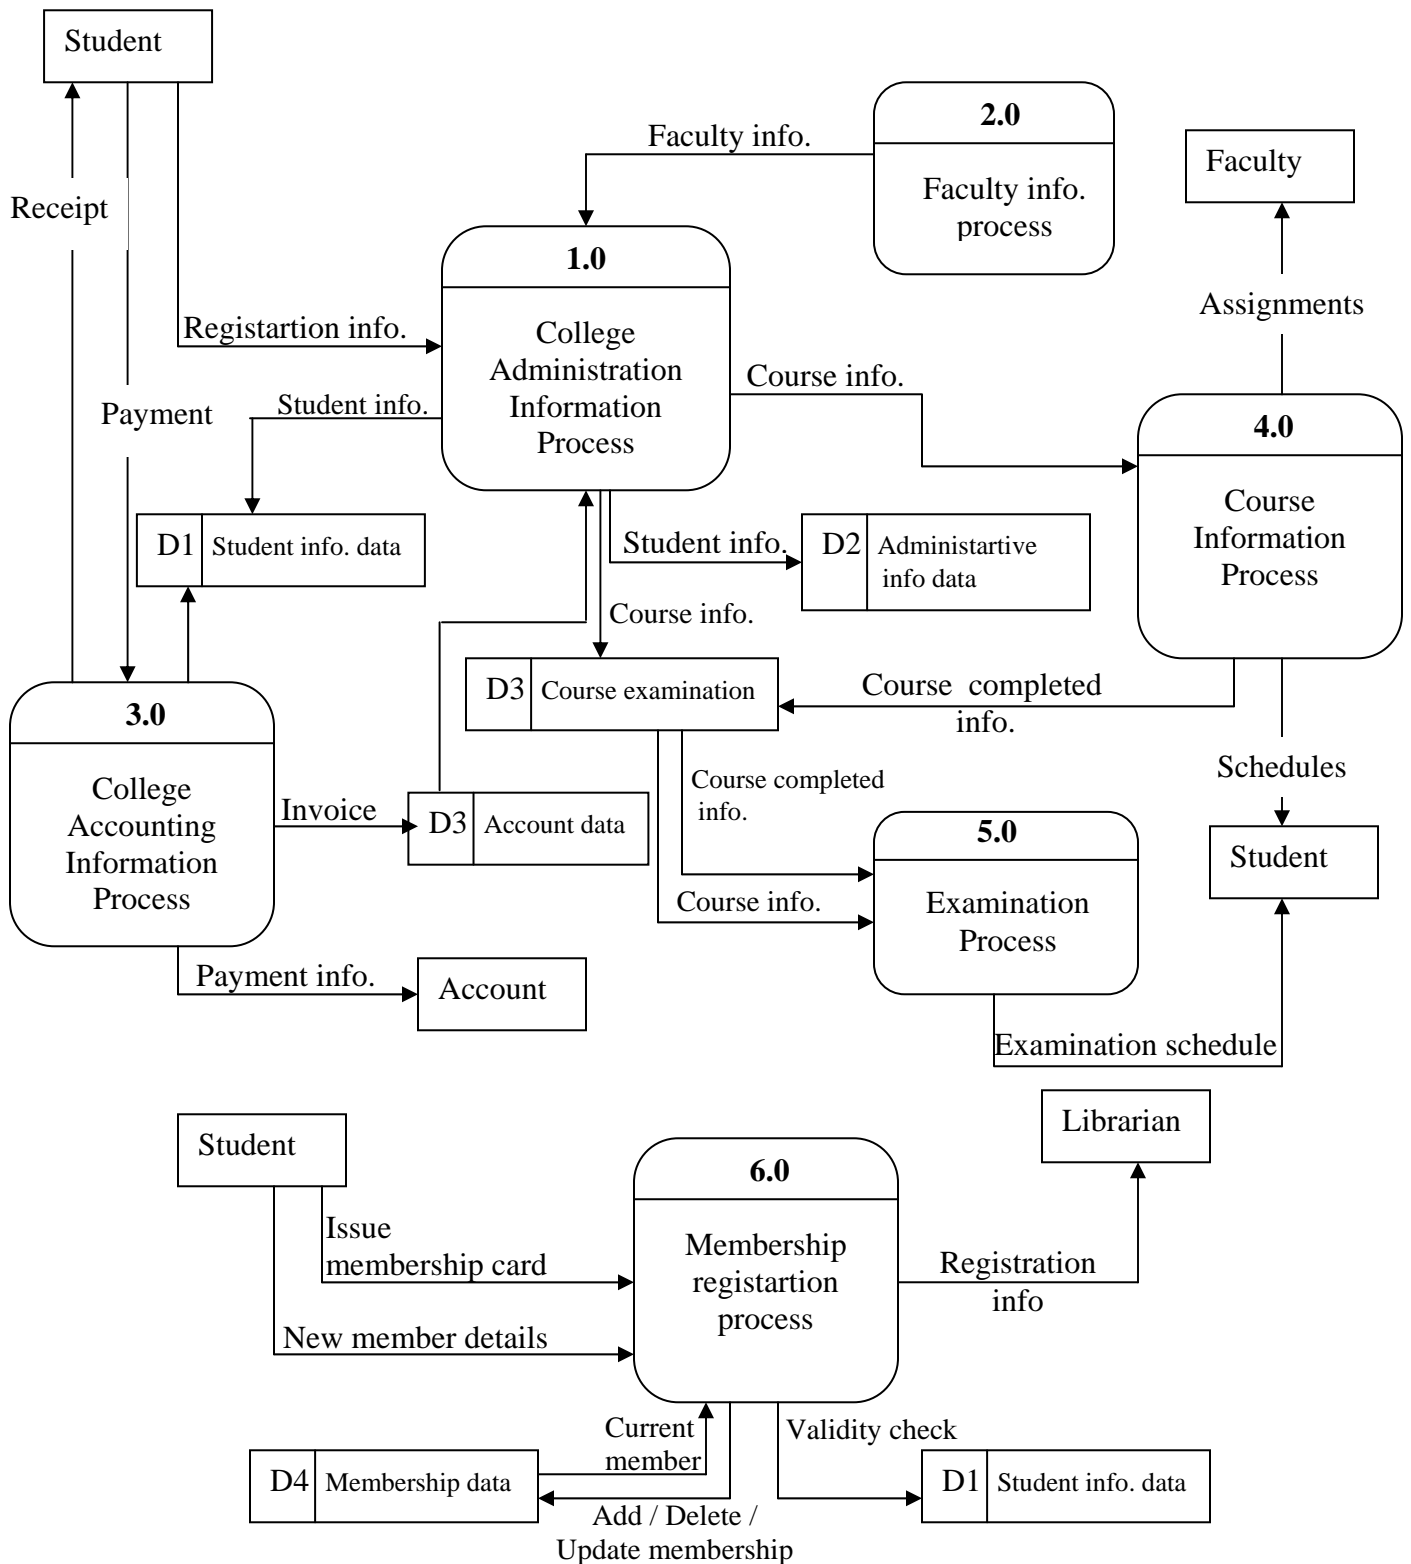 Student
2.0
Faculty info.
Faculty info.
process
Faculty
Receipt
1.0
Assignments
Registartion info.
College
Administration
Information
Process
Course info.
Student info.
Payment
4.0
Course
Information
Process
D1 Student info. data
Student info.
D2 Administartive
info data
Course info.
D3 Course examination
Course completed
info.
3.0
College
Accounting
Information
Process
Schedules
Course completed
info.
Invoice
D3 Account data
5.0
Examination
Process
Student
Course info.
Payment info.
Account
Examination schedule
Librarian
Student
6.0
Membership
registartion
process
Issue
membership card
Registration
info
New member details
Current
member
Validity check
D4 Membership data
D1 Student info. data
Add / Delete /
Update membership